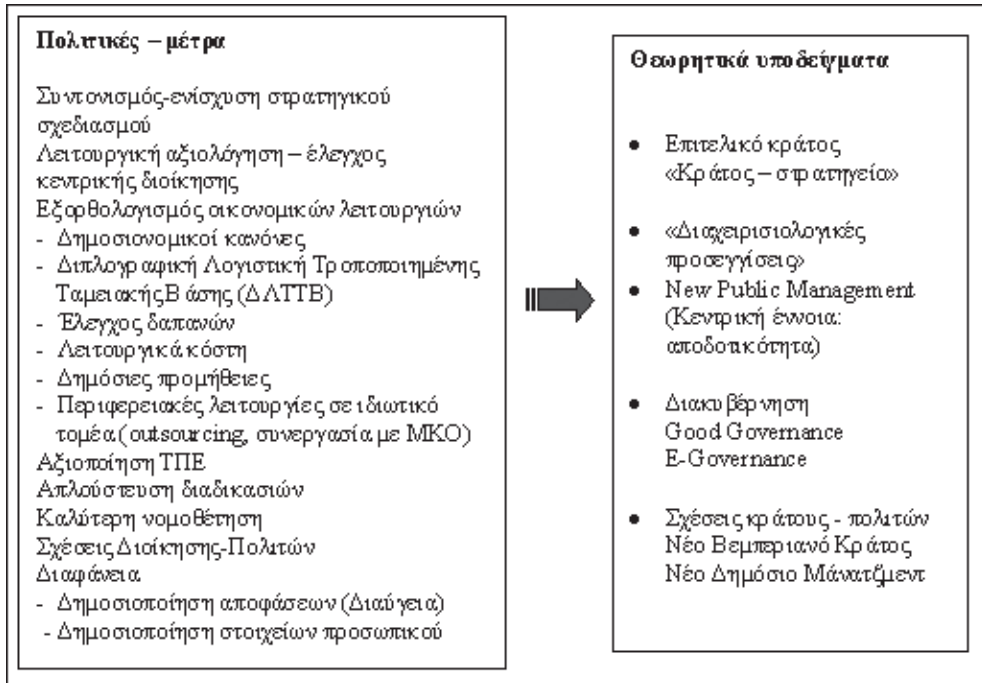 Πολιτικές – μέτρα
Συντονισμός-ενίσχυση στρατηγικού
σχεδιασμού
Λειτουργική αξιολόγηση – έλεγχος
κεντρικής διοίκησης
Εξορθολογισμός οικονομικών λειτουργιών
- Δημοσιονομικοί κανόνες
- Διπλογραφική Λογιστική Τροποποιημένης
Ταμειακής Βάσης (ΔΛΤΤΒ)
- Έλεγχος δαπανών
- Λειτουργικά κόστη
- Δημόσιες προμήθειες
- Περιφερειακές λειτουργίες σε ιδιωτικό
τομέα (outsourcing, συνεργασία με ΜΚΟ)
Αξιοποίηση ΤΠΕ
Απλούστευση διαδικασιών
Καλύτερη νομοθέτηση
Σχέσεις Διοίκησης-Πολιτών
Διαφάνεια
- Δημοσιοποίηση αποφάσεων (Διαύγεια)
- Δημοσιοποίηση στοιχείων προσωπικού
Θεωρητικά υποδείγματα
● Επιτελικό κράτος
«Κράτος – στρατηγείο»
● «Διαχειρισιολογικές
προσεγγίσεις»
● New Public Management
(Κεντρική έννοια:
αποδοτικότητα)
● Διακυβέρνηση
Good Governance
E-Governance
● Σχέσεις κράτους - πολιτών
Νέο Βεμπεριανό Κράτος
Νέο Δημόσιο Μάνατζμεντ